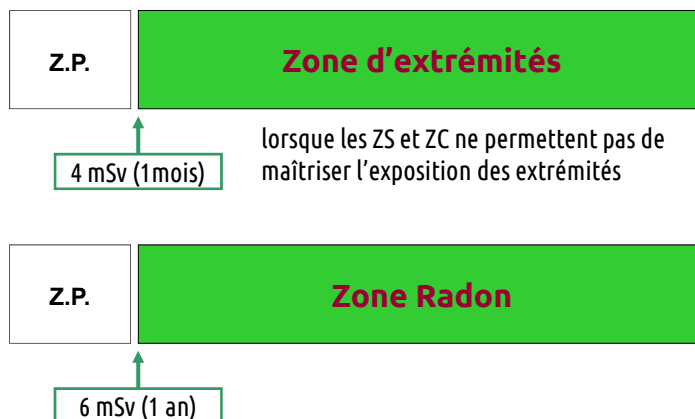 Z.P.
Zone d’extrémités
lorsque les ZS et ZC ne permettent pas de
maîtriser l’exposition des extrémités
4 mSv (1mois)
Z.P.
Zone Radon
6 mSv (1 an)